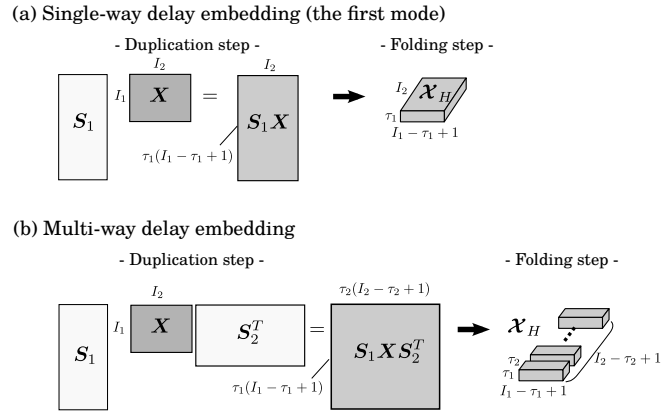 (a) Single-way delay embedding (the first mode)
- Duplication step -
- Folding step -
I₂
I₂
S₁
I₁
X
=
S₁X
τ₁(I₁ − τ₁ + 1)
I₂
𝓧_H
τ₁
I₁ − τ₁ + 1
(b) Multi-way delay embedding
- Duplication step -
- Folding step -
I₂
τ₂(I₂ − τ₂ + 1)
S₁
I₁
X
S₂ᵀ
=
S₁XS₂ᵀ
τ₁(I₁ − τ₁ + 1)
𝓧_H
τ₂
τ₁
I₂ − τ₂ + 1
I₁ − τ₁ + 1